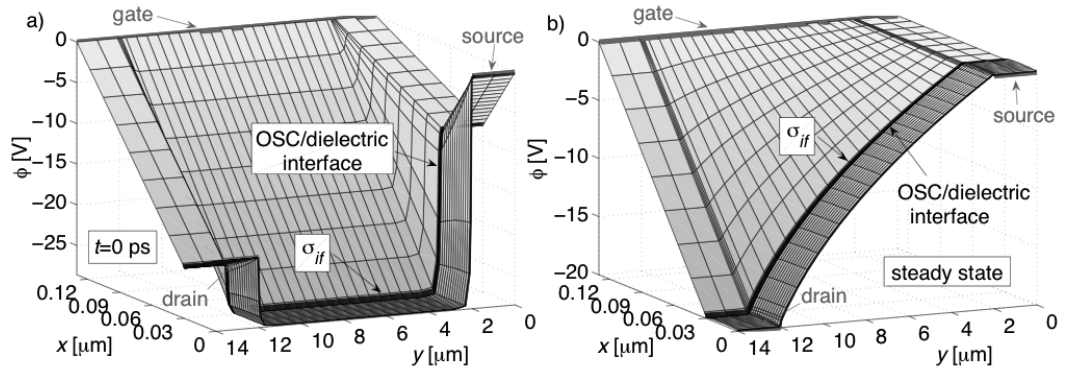 a)
gate
source
0
−5
−10
−15
−20
−25
ϕ [V]
OSC/dielectric
interface
σif
t=0 ps
drain
0.12
0.09
0.06
0.03
0
x [μm]
14
12
10
8
6
4
2
0
y [μm]
b)
gate
source
0
−5
−10
−15
−20
ϕ [V]
σif
OSC/dielectric
interface
steady state
drain
0.12
0.09
0.06
0.03
0
x [μm]
14
12
10
8
6
4
2
0
y [μm]